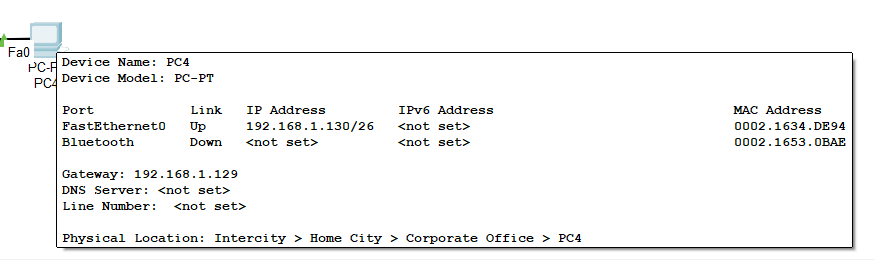 Fa0
PC-P
PC4
Device Name: PC4
Device Model: PC-PT
Port Link IP Address IPv6 Address MAC Address
FastEthernet0 Up 192.168.1.130/26 <not set> 0002.1634.DE94
Bluetooth Down <not set> <not set> 0002.1653.0BAE
Gateway: 192.168.1.129
DNS Server: <not set>
Line Number: <not set>
Physical Location: Intercity > Home City > Corporate Office > PC4